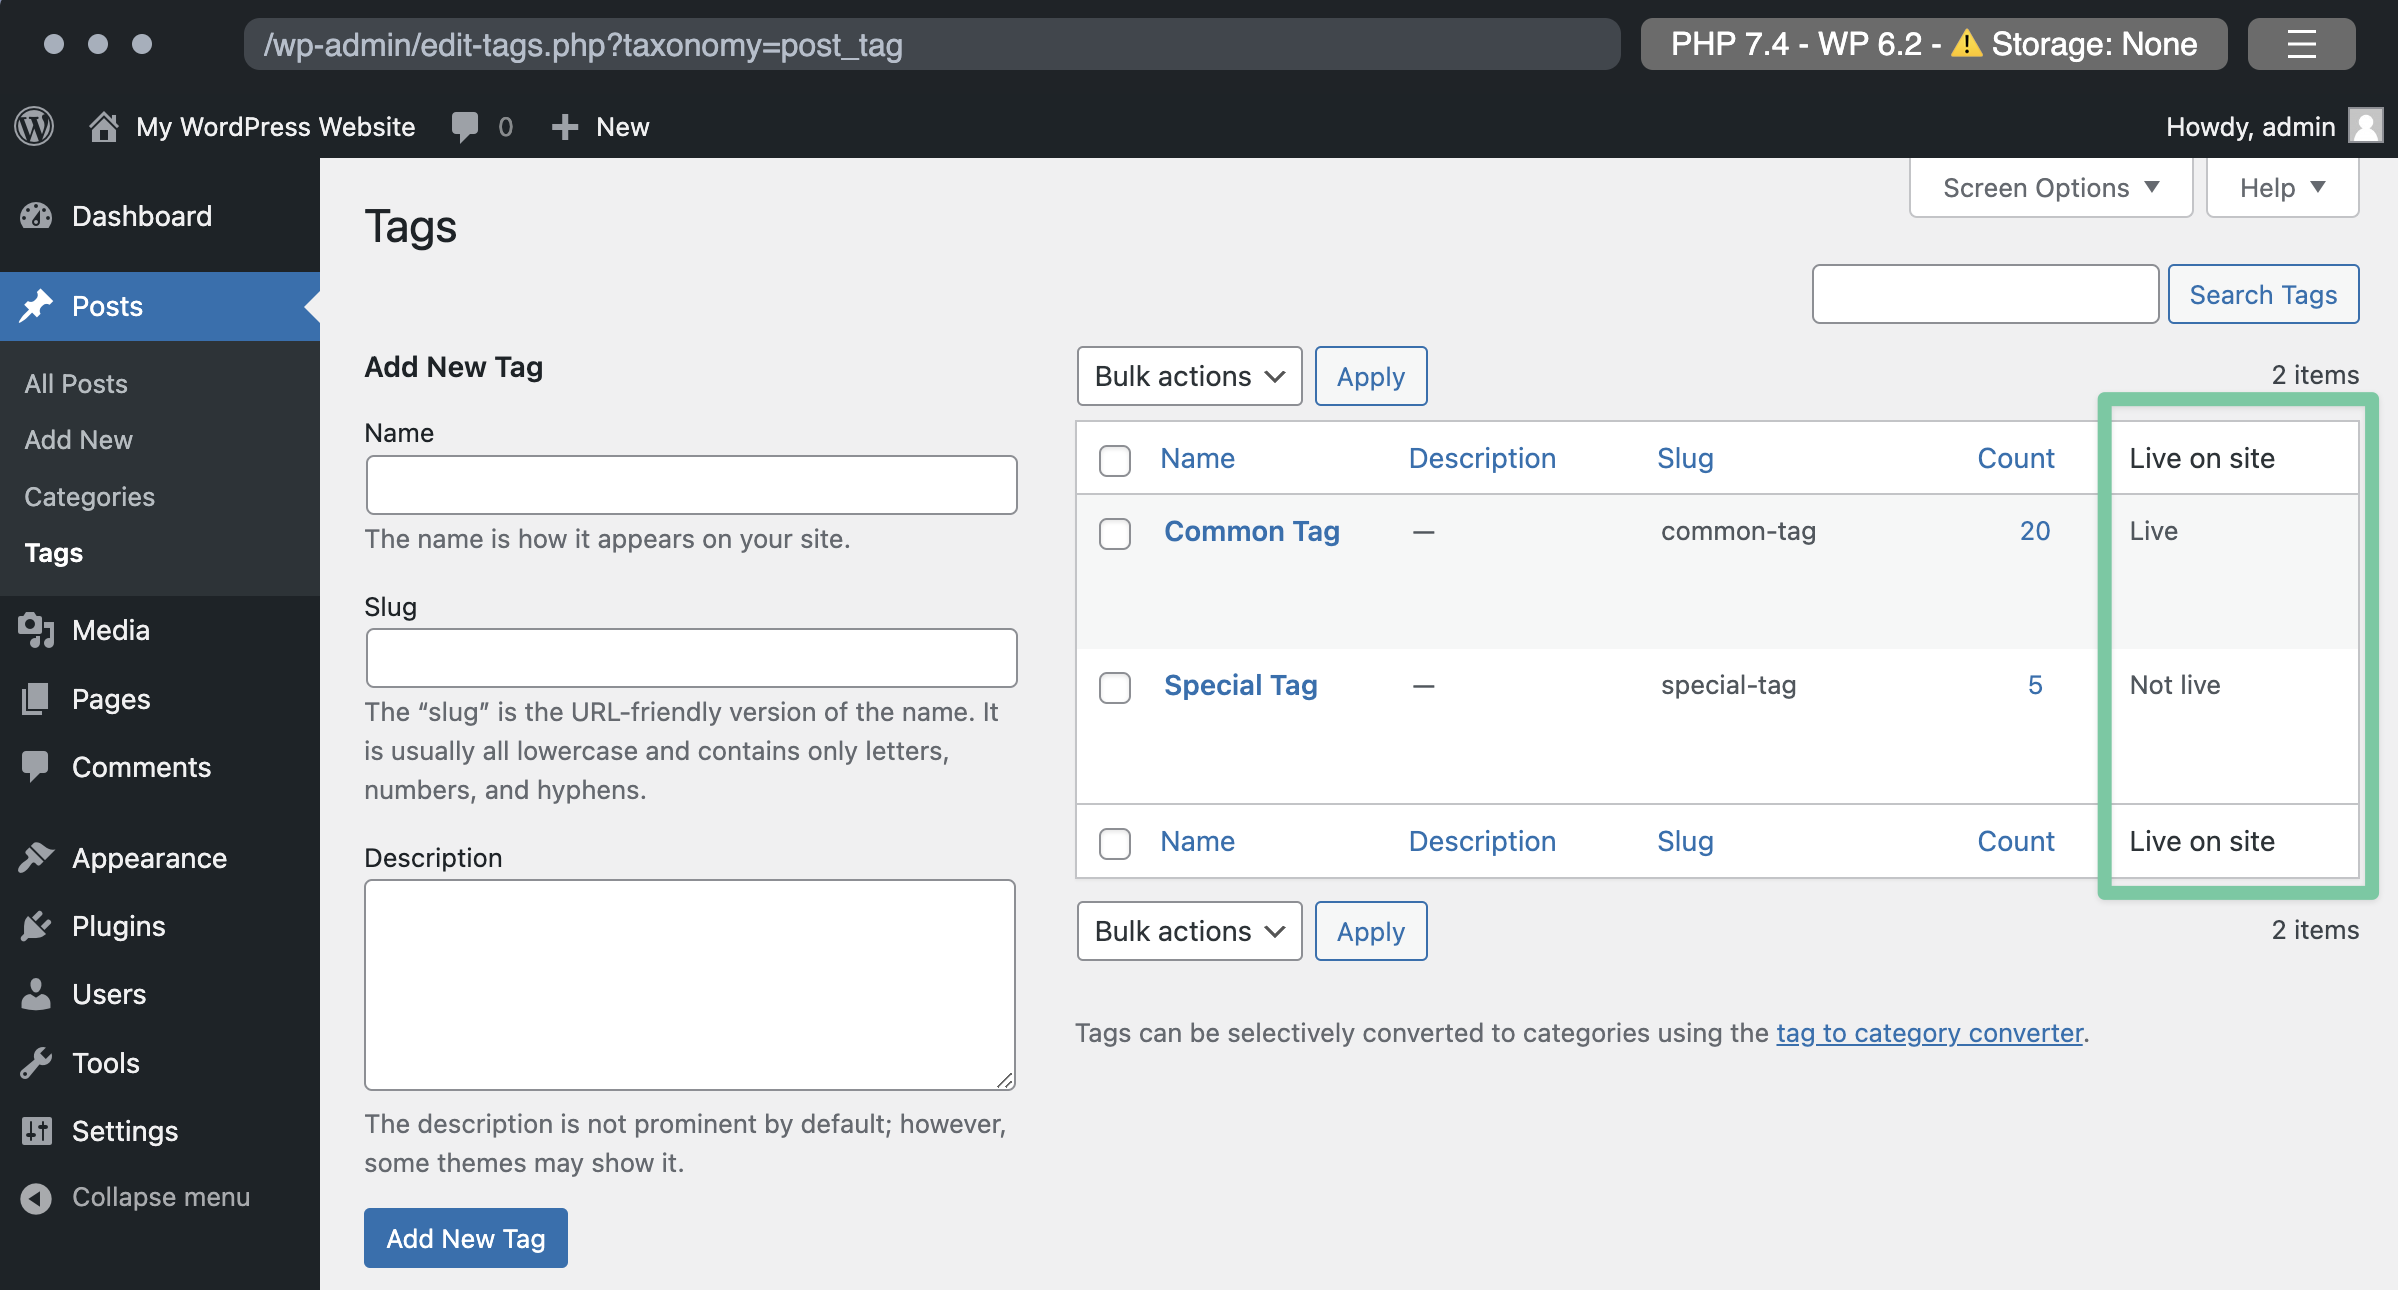 /wp-admin/edit-tags.php?taxonomy=post_tag
PHP 7.4 - WP 6.2 - ⚠️ Storage: None
My WordPress Website
0
New
Howdy, admin
Dashboard
Posts
All Posts
Add New
Categories
Tags
Media
Pages
Comments
Appearance
Plugins
Users
Tools
Settings
Collapse menu
Screen Options
Help
Tags
Search Tags
Add New Tag
Name
The name is how it appears on your site.
Slug
The “slug” is the URL-friendly version of the name. It
is usually all lowercase and contains only letters,
numbers, and hyphens.
Description
The description is not prominent by default; however,
some themes may show it.
Add New Tag
Bulk actions Apply 2 items
Name Description Slug Count Live on site
Common Tag — common-tag 20 Live
Special Tag — special-tag 5 Not live
Name Description Slug Count Live on site
Bulk actions Apply 2 items
Tags can be selectively converted to categories using the tag to category converter.